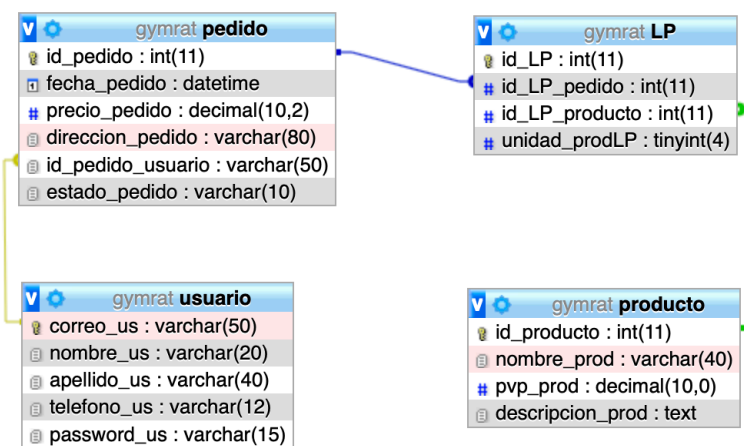 gymrat pedido
id_pedido : int(11)
fecha_pedido : datetime
precio_pedido : decimal(10,2)
direccion_pedido : varchar(80)
id_pedido_usuario : varchar(50)
estado_pedido : varchar(10)
gymrat LP
id_LP : int(11)
id_LP_pedido : int(11)
id_LP_producto : int(11)
unidad_prodLP : tinyint(4)
gymrat usuario
correo_us : varchar(50)
nombre_us : varchar(20)
apellido_us : varchar(40)
telefono_us : varchar(12)
password_us : varchar(15)
gymrat producto
id_producto : int(11)
nombre_prod : varchar(40)
pvp_prod : decimal(10,0)
descripcion_prod : text